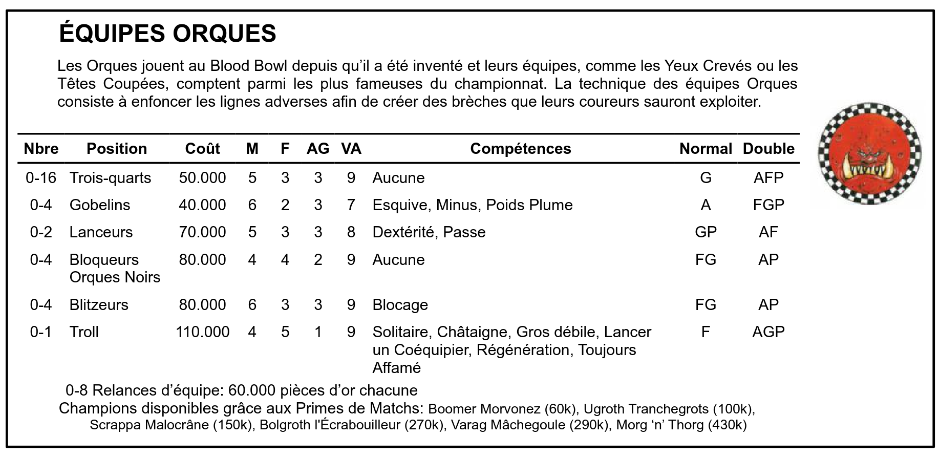 ÉQUIPES ORQUES
Les Orques jouent au Blood Bowl depuis qu'il a été inventé et leurs équipes, comme les Yeux Crevés ou les
Têtes Coupées, comptent parmi les plus fameuses du championnat. La technique des équipes Orques
consiste à enfoncer les lignes adverses afin de créer des brèches que leurs coureurs sauront exploiter.
Nbre Position Coût M F AG VA Compétences Normal Double
0-16 Trois-quarts 50.000 5 3 3 9 Aucune G AFP
0-4 Gobelins 40.000 6 2 3 7 Esquive, Minus, Poids Plume A FGP
0-2 Lanceurs 70.000 5 3 3 8 Dextérité, Passe GP AF
0-4 Bloqueurs 80.000 4 4 2 9 Aucune FG AP
Orques Noirs
0-4 Blitzeurs 80.000 6 3 3 9 Blocage FG AP
0-1 Troll 110.000 4 5 1 9 Solitaire, Châtaigne, Gros débile, Lancer F AGP
un Coéquipier, Régénération, Toujours
Affamé
0-8 Relances d'équipe: 60.000 pièces d'or chacune
Champions disponibles grâce aux Primes de Matchs: Boomer Morvonez (60k), Ugroth Tranchegrots (100k),
Scrappa Malocrâne (150k), Bolgroth l'Écrabouilleur (270k), Varag Mâchegoule (290k), Morg 'n' Thorg (430k)